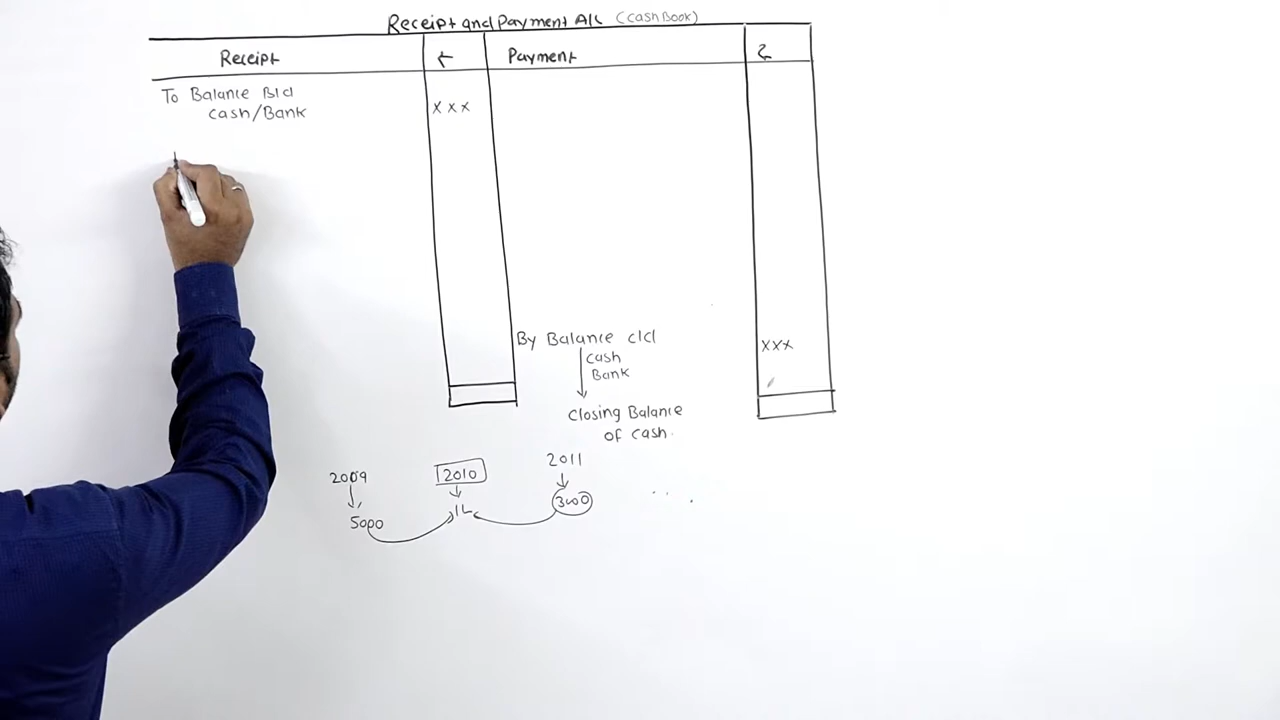 Receipt and Payment A/c (cash Book)
Receipt ₹ Payment ₹
To Balance B/d
cash/Bank xxx
By Balance c/d xxx
cash
Bank
closing Balance
of cash.
2009 2010 2011
5000 1L 3000